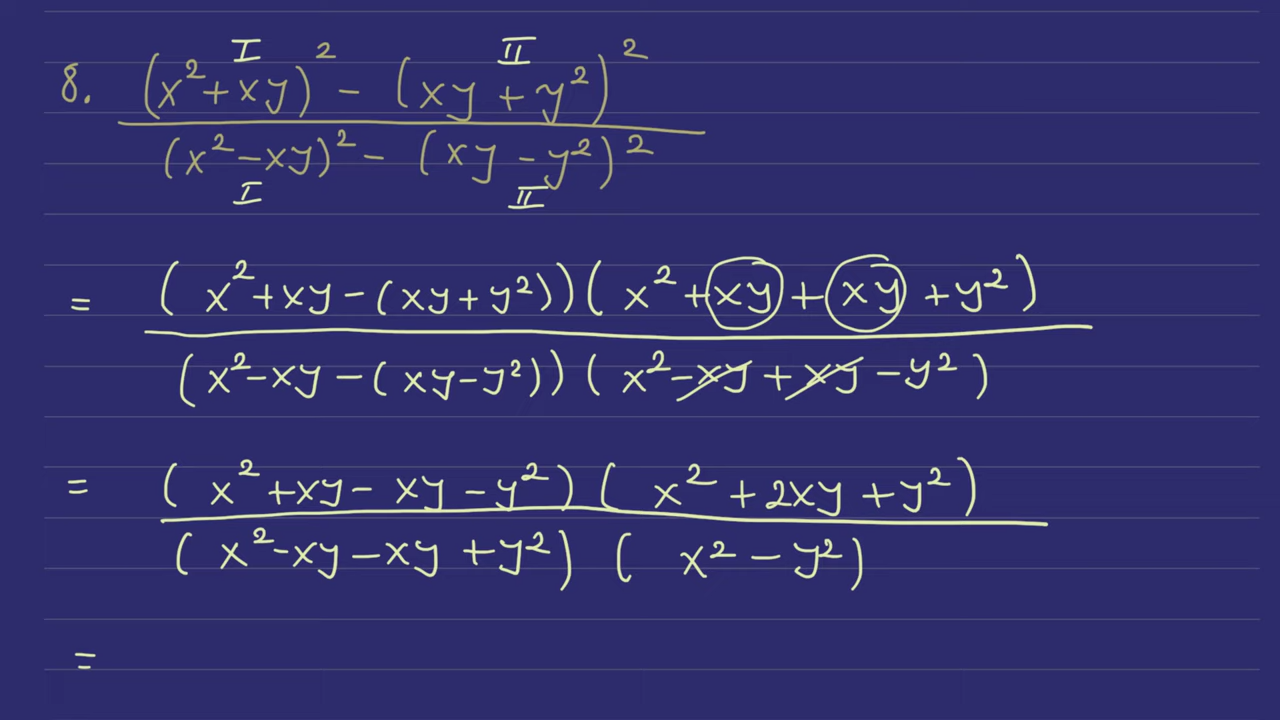 I II
8. (x²+xy)² - (xy + y²)²
(x²-xy)² - (xy - y²)²
I II
= (x²+xy-(xy+y²))(x²+xy+xy+y²)
(x²-xy-(xy-y²))(x²-xy+xy-y²)
= (x²+xy-xy-y²)(x²+2xy+y²)
(x²-xy-xy+y²)(x²-y²)
=